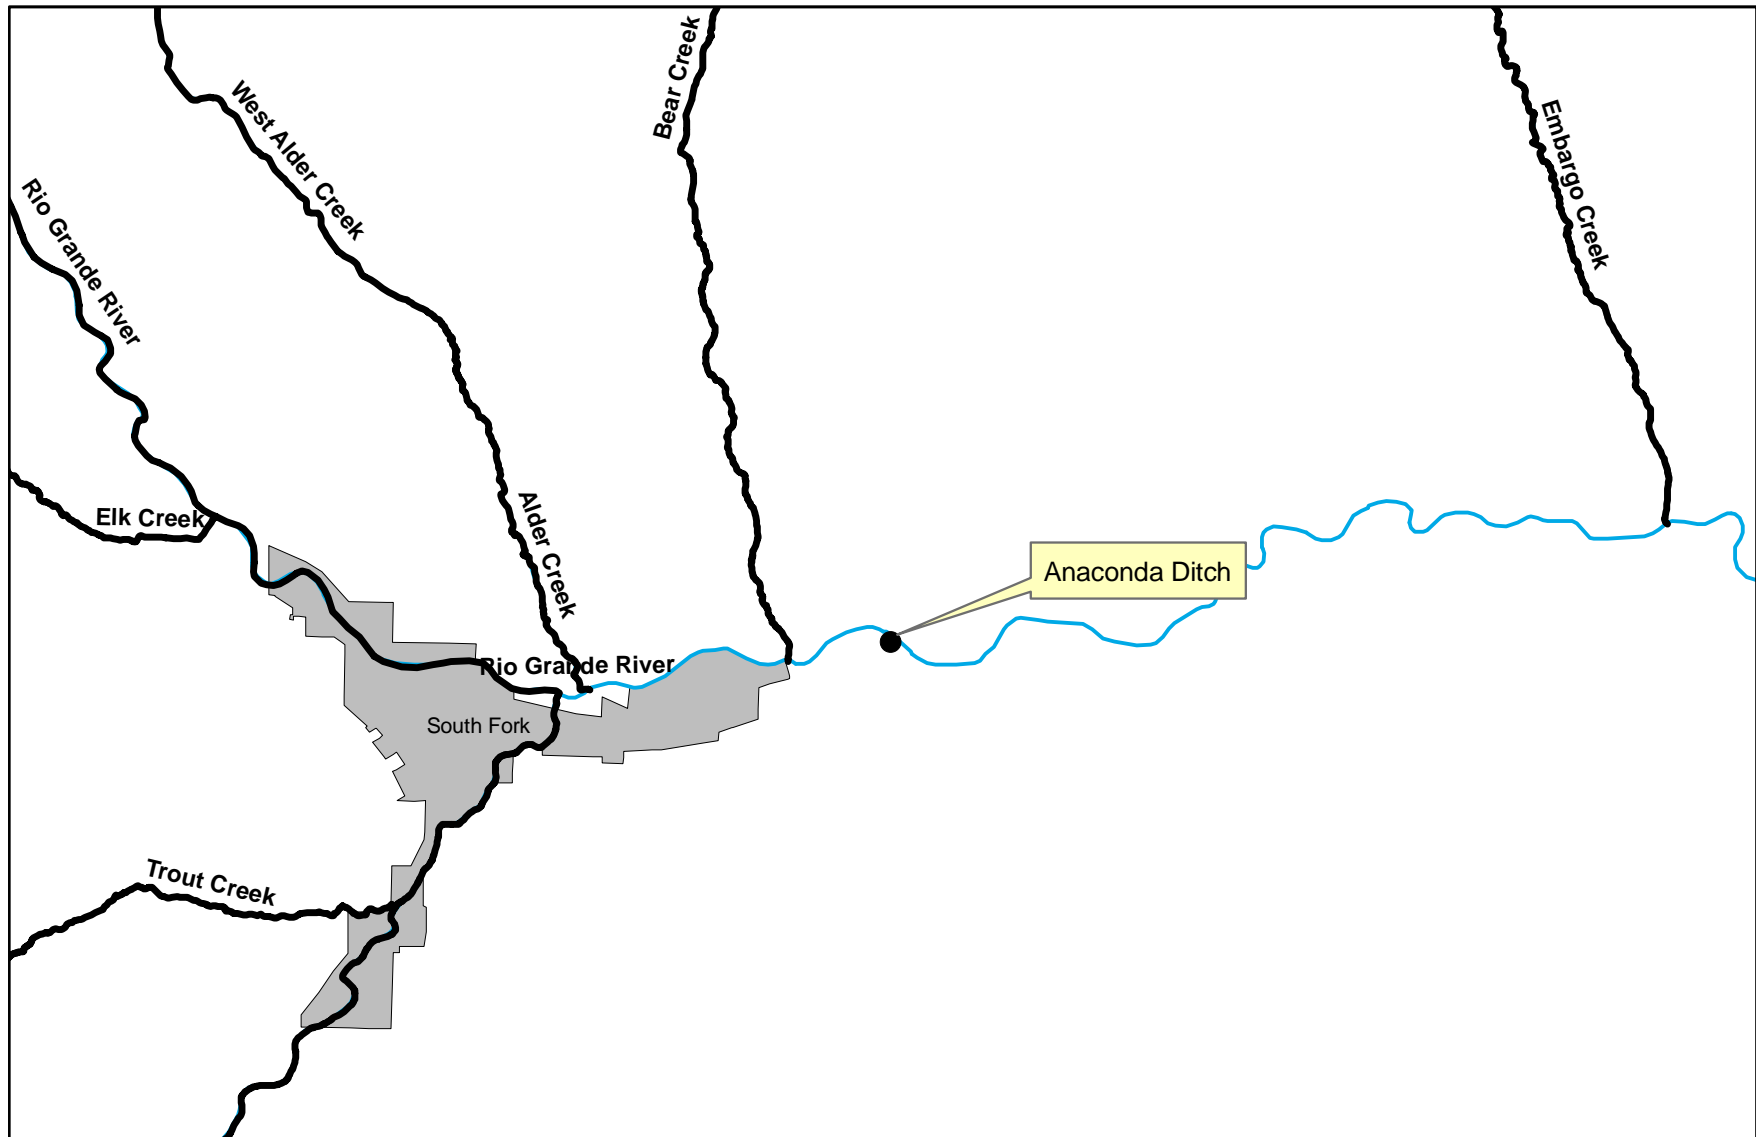 Bear Creek
West Alder Creek
Embargo Creek
Rio Grande River
Elk Creek
Alder Creek
Anaconda Ditch
Rio Grande River
South Fork
Trout Creek